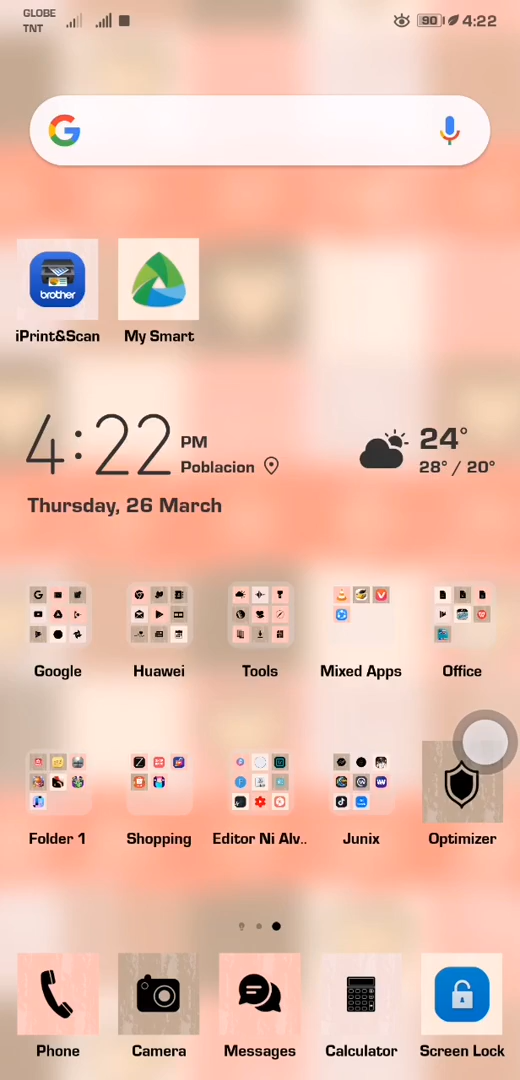 GLOBE
TNT
90
4:22
G
brother
iPrint&Scan
My Smart
4:22 PM
Poblacion
24°
28° / 20°
Thursday, 26 March
Google
Huawei
Tools
Mixed Apps
Office
Folder 1
Shopping
Editor Ni Alv..
Junix
Optimizer
Phone
Camera
Messages
Calculator
Screen Lock